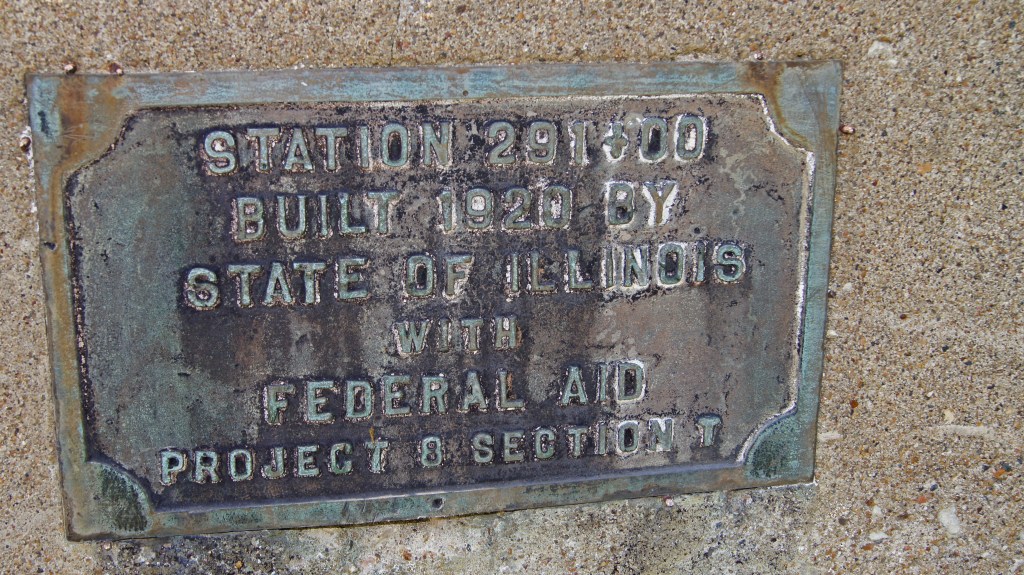 STATION 291+00
BUILT 1920 BY
STATE OF ILLINOIS
WITH
FEDERAL AID
PROJECT 8 SECTION T